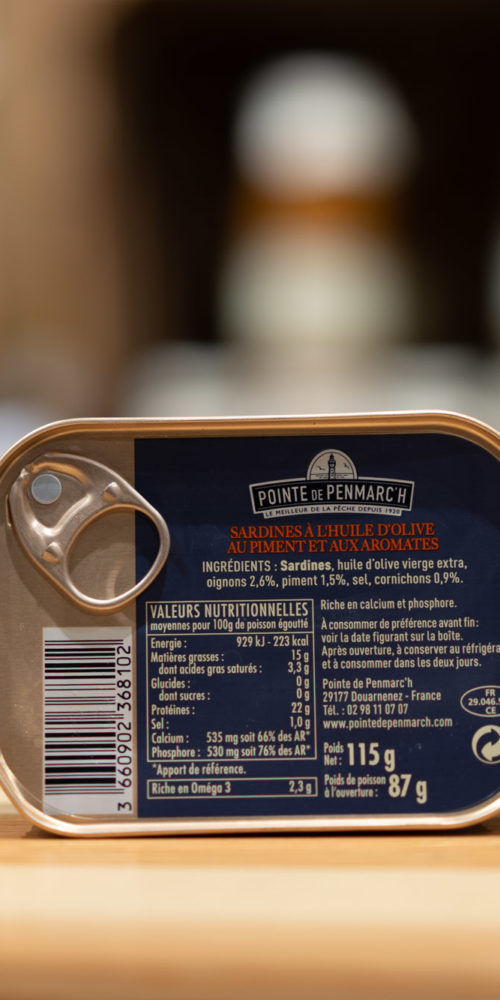 POINTE DE PENMARC'H
LE MEILLEUR DE LA PÊCHE DEPUIS 1920
SARDINES À L'HUILE D'OLIVE
AU PIMENT ET AUX AROMATES
INGRÉDIENTS : Sardines, huile d'olive vierge extra,
oignons 2,6%, piment 1,5%, sel, cornichons 0,9%.
VALEURS NUTRITIONNELLES
moyennes pour 100g de poisson égoutté
Energie : 929 kJ - 223 kcal
Matières grasses : 15 g
dont acides gras saturés : 3,3 g
Glucides : 0 g
dont sucres : 0 g
Protéines : 22 g
Sel : 1,0 g
Calcium : 535 mg soit 66% des AR*
Phosphore : 530 mg soit 76% des AR*
*Apport de référence.
Riche en Oméga 3 2,3 g
Riche en calcium et phosphore.
À consommer de préférence avant fin :
voir la date figurant sur la boîte.
Après ouverture, à conserver au réfrigéra
et à consommer dans les deux jours.
Pointe de Penmarc'h
29177 Douarnenez - France
Tél. : 02 98 11 07 07
www.pointedepenmarch.com
Poids Net : 115 g
Poids de poisson à l'ouverture : 87 g
FR
29.046.
CE
3 660902 368102